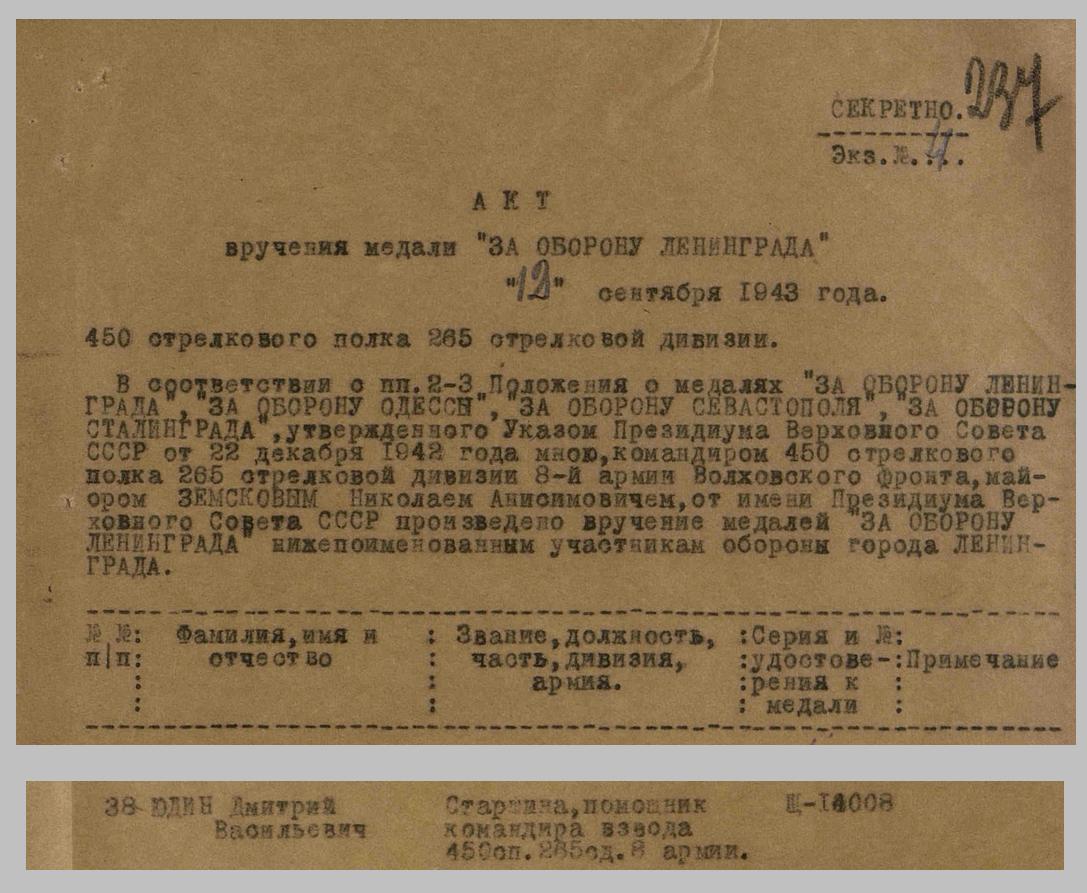 237
СЕКРЕТНО.
Экз.№.4..
А К Т
вручения медали "ЗА ОБОРОНУ ЛЕНИНГРАДА"
"12" сентября 1943 года.
450 стрелкового полка 265 стрелковой дивизии.
В соответствии с пп.2-3 Положения о медалях "ЗА ОБОРОНУ ЛЕНИН-
ГРАДА","ЗА ОБОРОНУ ОДЕССЫ","ЗА ОБОРОНУ СЕВАСТОПОЛЯ","ЗА ОБОРОНУ
СТАЛИНГРАДА",утвержденного Указом Президиума Верховного Совета
СССР от 22 декабря 1942 года мною,командиром 450 стрелкового
полка 265 стрелковой дивизии 8-й армии Волховского фронта,май-
ором ЗЕМСКОВЫМ Николаем Анисимовичем,от имени Президиума Вер-
ховного Совета СССР произведено вручение медалей "ЗА ОБОРОНУ
ЛЕНИНГРАДА" нижепоименованным участникам обороны города ЛЕНИН-
ГРАДА.
№ №: Фамилия,имя и : Звание,должность, :Серия и №:
п|п: отчество : часть,дивизия, :удостове-:Примечание
: : армия. :рения к :
: : : медали :
38 ЮДИН Дмитрий Старшина,помошник Щ-14008
Васильевич командира взвода
450сп.265сд.8 армии.